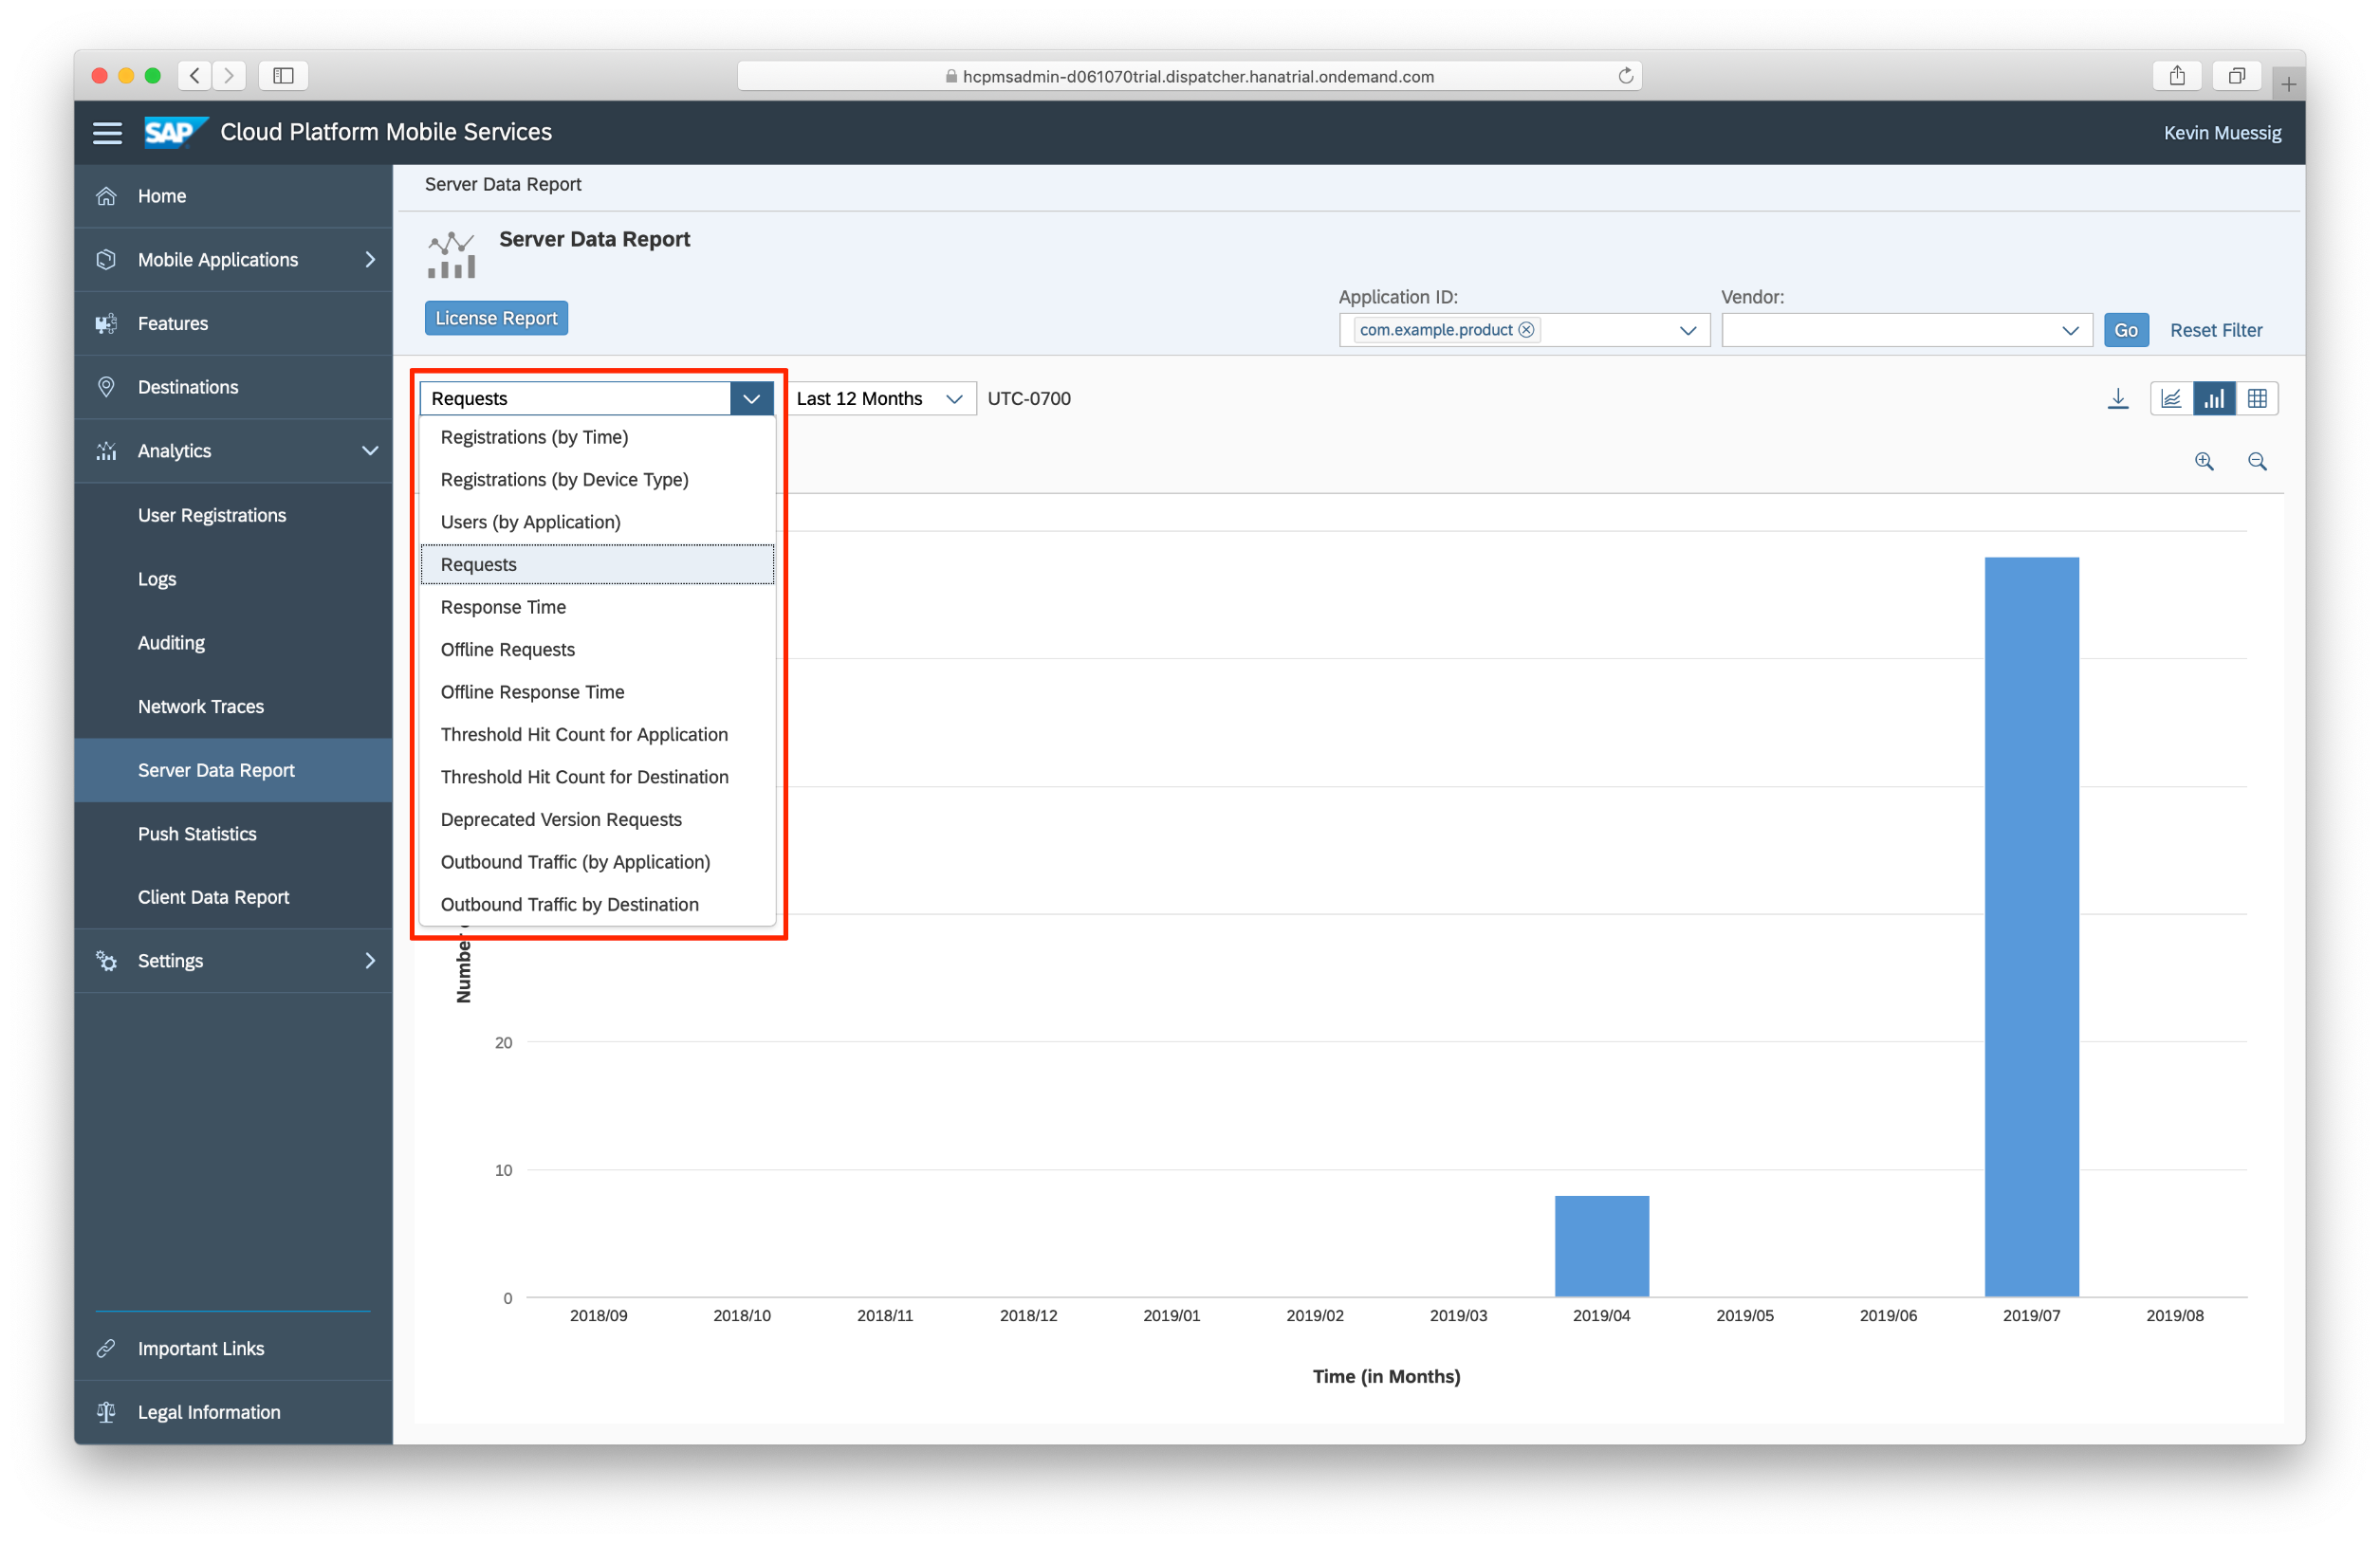 hcpmsadmin-d061070trial.dispatcher.hanatrial.ondemand.com
SAP Cloud Platform Mobile Services
Kevin Muessig
Home
Mobile Applications
Features
Destinations
Analytics
User Registrations
Logs
Auditing
Network Traces
Server Data Report
Push Statistics
Client Data Report
Settings
Important Links
Legal Information
Server Data Report
Server Data Report
License Report
Application ID:
com.example.product
Vendor:
Go
Reset Filter
Requests
Last 12 Months
UTC-0700
Registrations (by Time)
Registrations (by Device Type)
Users (by Application)
Requests
Response Time
Offline Requests
Offline Response Time
Threshold Hit Count for Application
Threshold Hit Count for Destination
Deprecated Version Requests
Outbound Traffic (by Application)
Outbound Traffic by Destination
Number
20
10
0
2018/09 2018/10 2018/11 2018/12 2019/01 2019/02 2019/03 2019/04 2019/05 2019/06 2019/07 2019/08
Time (in Months)